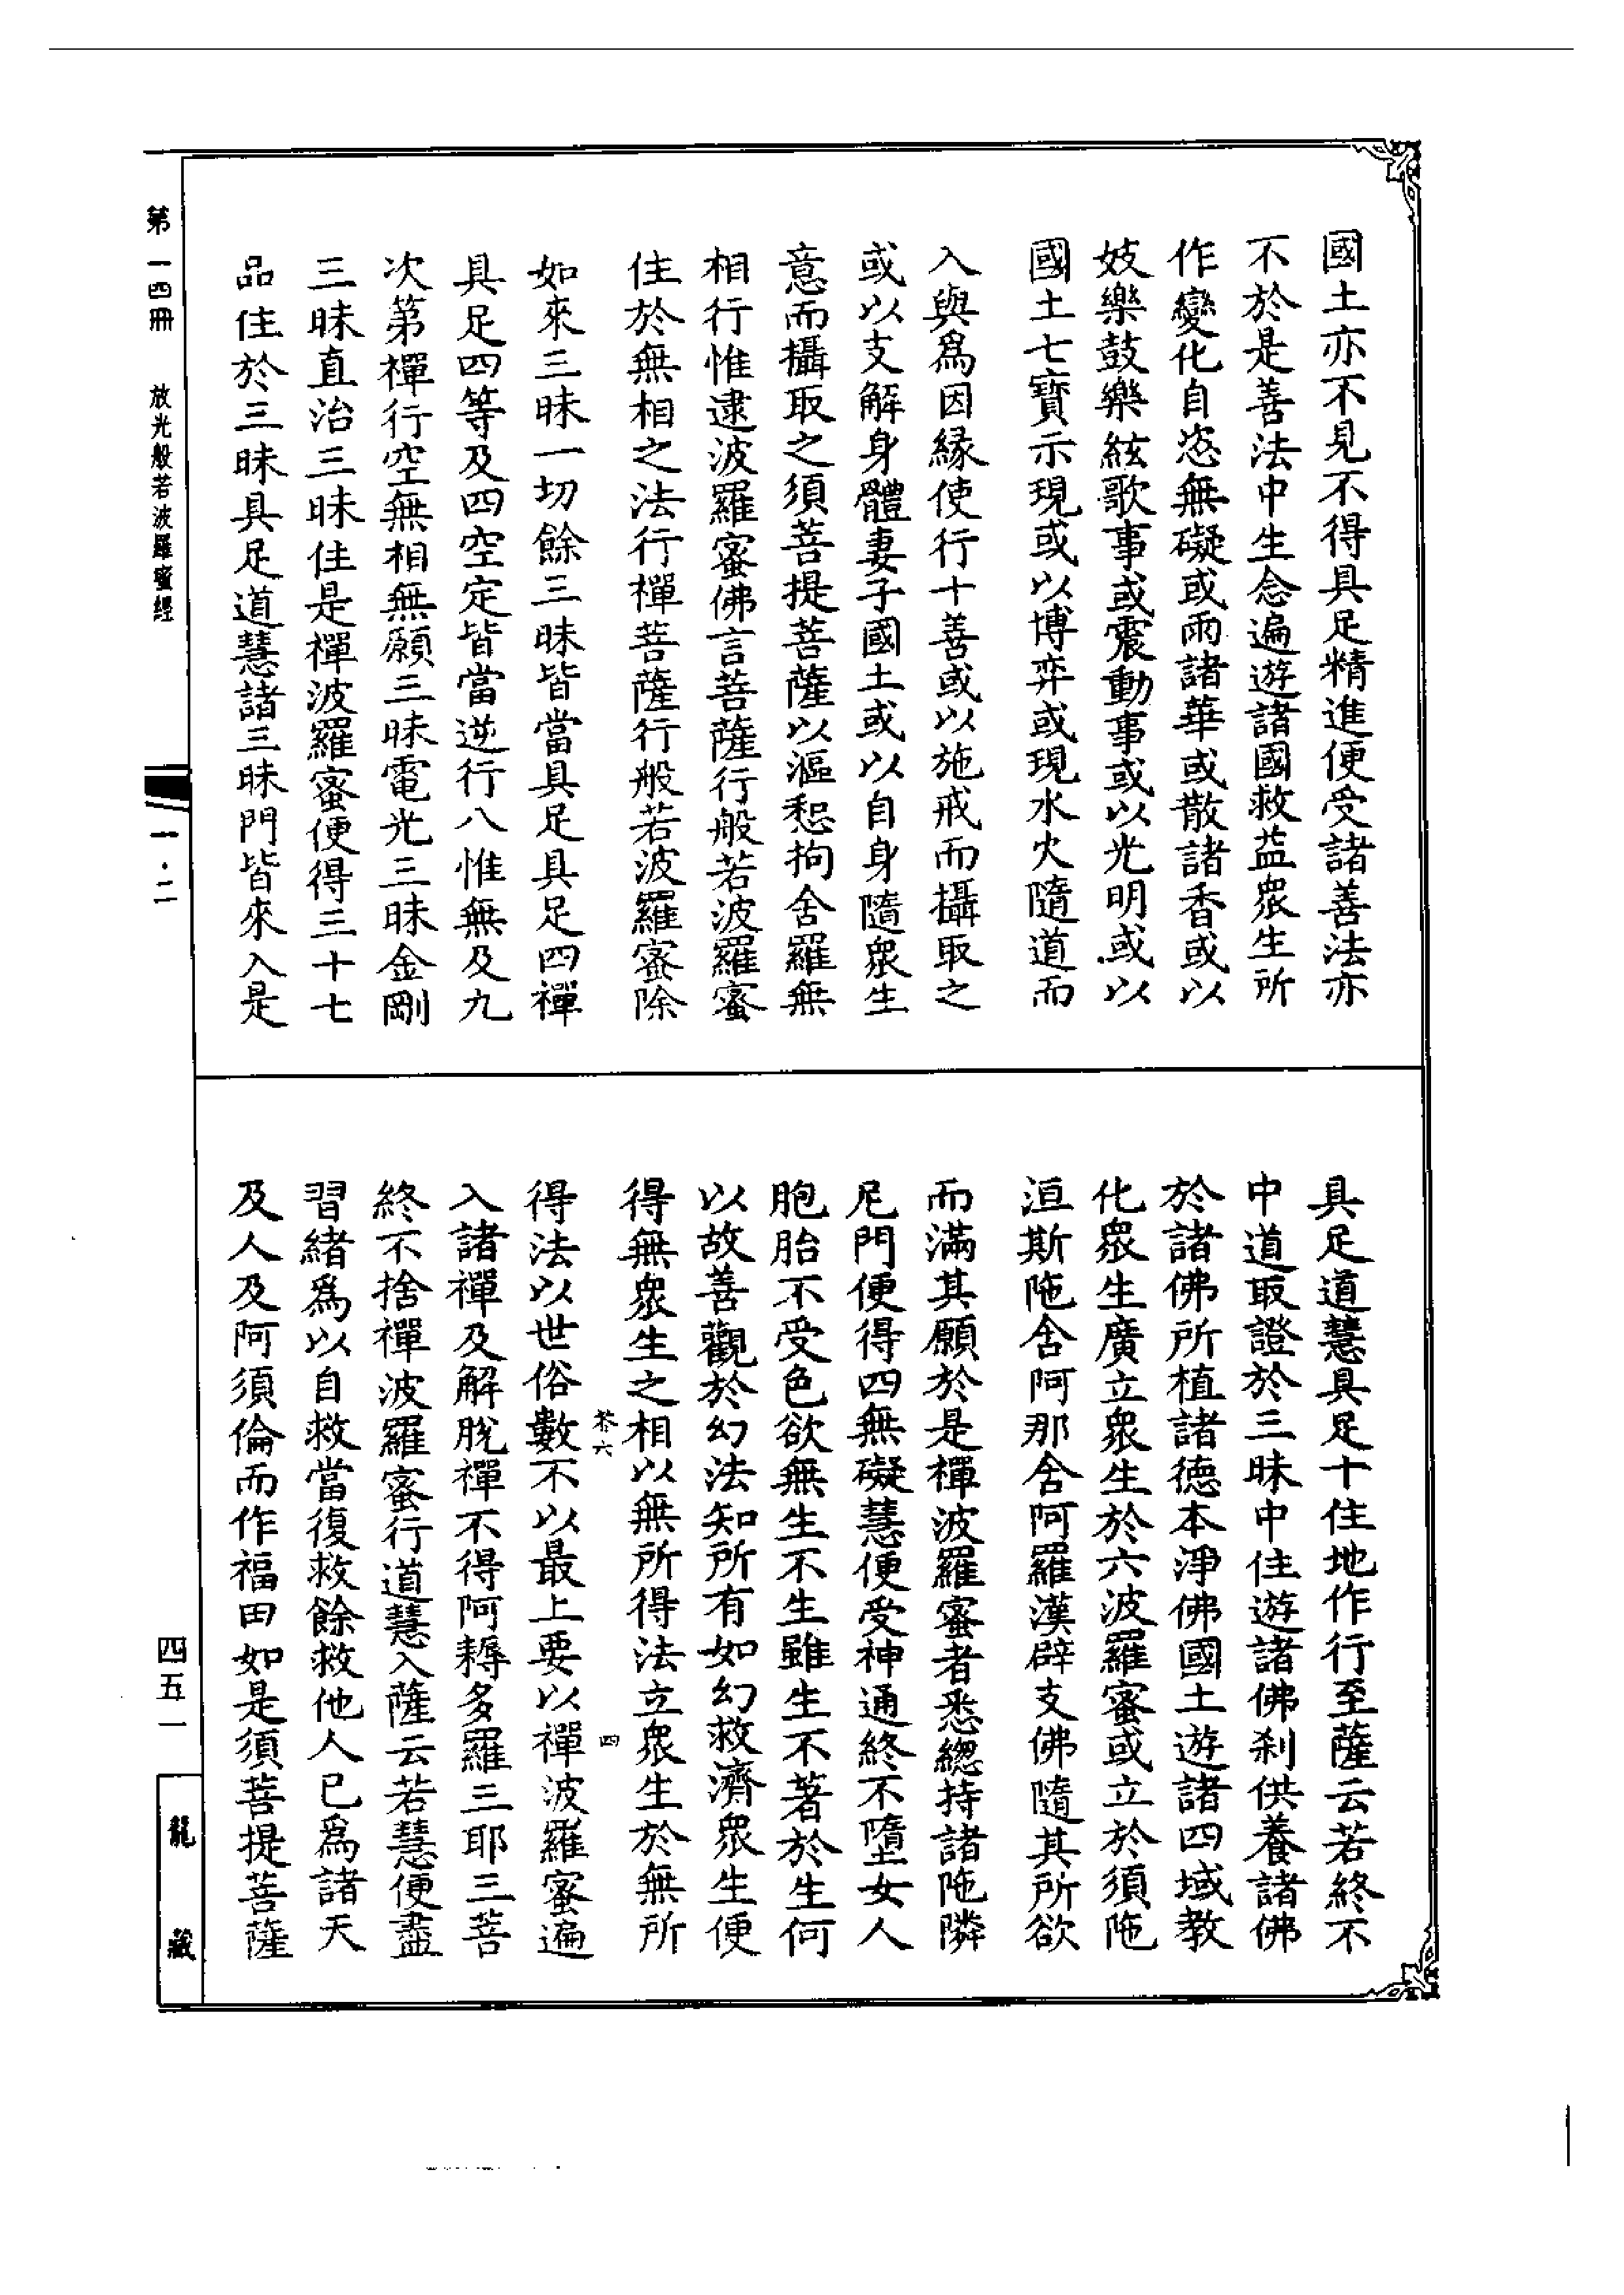 國土亦不見不得具足精進便受諸善法亦
不於是善法中生念遍遊諸國救益衆生所
作變化自恣無礙或雨諸華或散諸香或以
妓樂鼓樂絃歌事或震動事或以光明或以
國土七寶示現或以博弈或現水火隨道而
入與爲因緣使行十善或以施戒而攝取之
或以支解身體妻子國土或以自身隨衆生
意而攝取之須菩提菩薩以漚惒拘舍羅無
相行惟逮波羅蜜佛言菩薩行般若波羅蜜
住於無相之法行禪菩薩行般若波羅蜜除
如來三昧一切餘三昧皆當具足具足四禪
具足四等及四空定皆當逆行八惟無及九
次第禪行空無相無願三昧電光三昧金剛
三昧直治三昧住是禪波羅蜜便得三十七
品住於三昧具足道慧諸三昧門皆來入是
具足道慧具足十住地作行至薩云若終不
中道取證於三昧中住遊諸佛剎供養諸佛
於諸佛所植諸德本淨佛國土遊諸四域教
化衆生廣立衆生於六波羅蜜或立於須陁
洹斯陁含阿那含阿羅漢辟支佛隨其所欲
而滿其願於是禪波羅蜜者悉總持諸陁隣
尼門便得四無礙慧便受神通終不墮女人
胞胎不受色欲無生不生雖生不著於生何
以故善觀於幻法知所有如幻救濟衆生便
得無衆生之相以無所得法立衆生於無所
得法以世俗數不以最上要以禪波羅蜜遍
入諸禪及解脫禪不得阿耨多羅三耶三菩
終不捨禪波羅蜜行道慧入薩云若慧便盡
習緒爲以自救當復救餘救他人已爲諸天
及人及阿須倫而作福田如是須菩提菩薩
茶六
四
第一四冊
放光般若波羅蜜經
一·二
四五一
龍藏